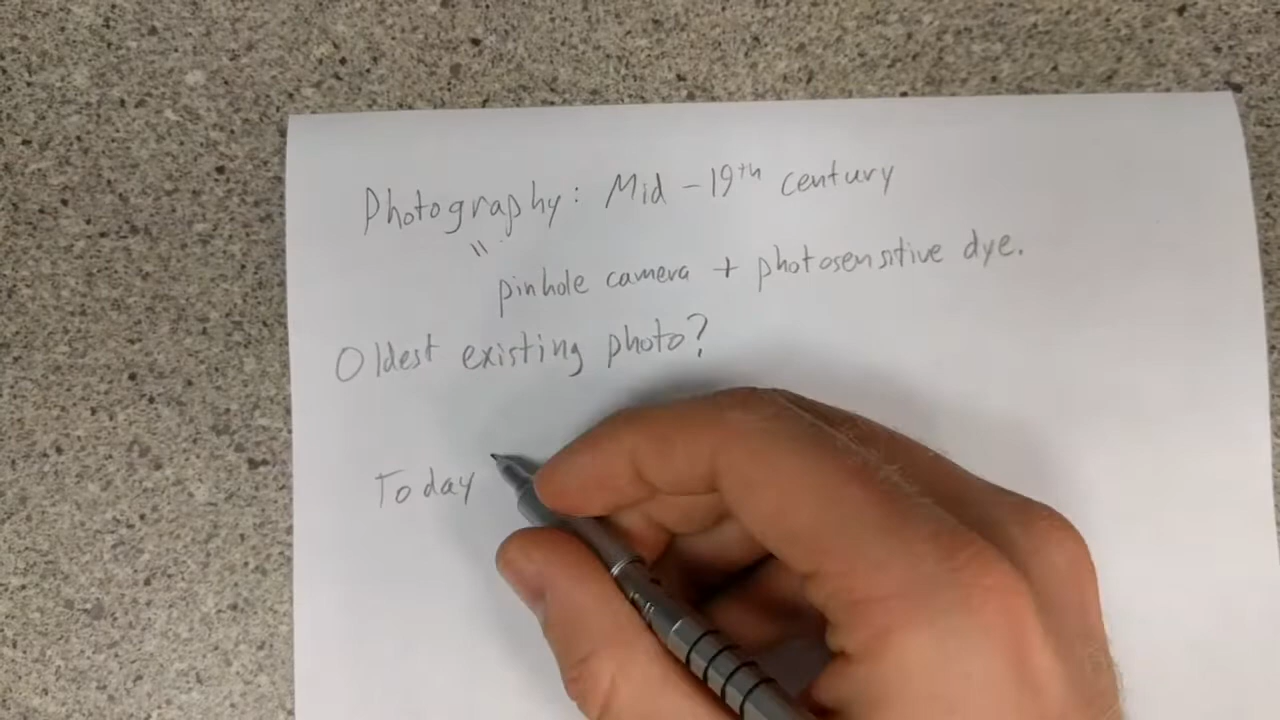 Photography: Mid-19th century
"
pinhole camera + photosensitive dye.
Oldest existing photo?
Today